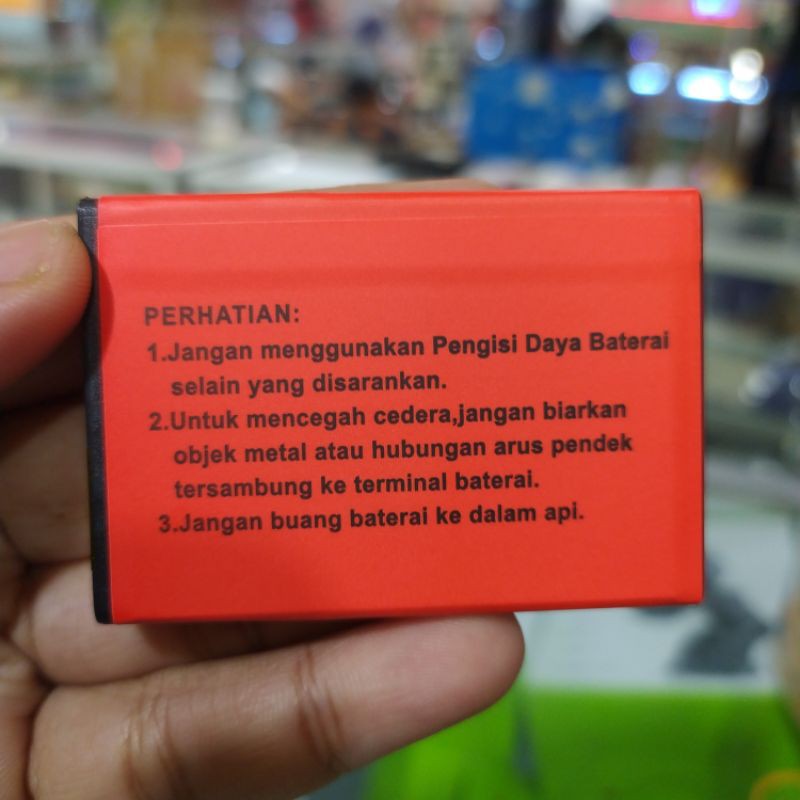 PERHATIAN:
1.Jangan menggunakan Pengisi Daya Baterai
selain yang disarankan.
2.Untuk mencegah cedera,jangan biarkan
objek metal atau hubungan arus pendek
tersambung ke terminal baterai.
3.Jangan buang baterai ke dalam api.